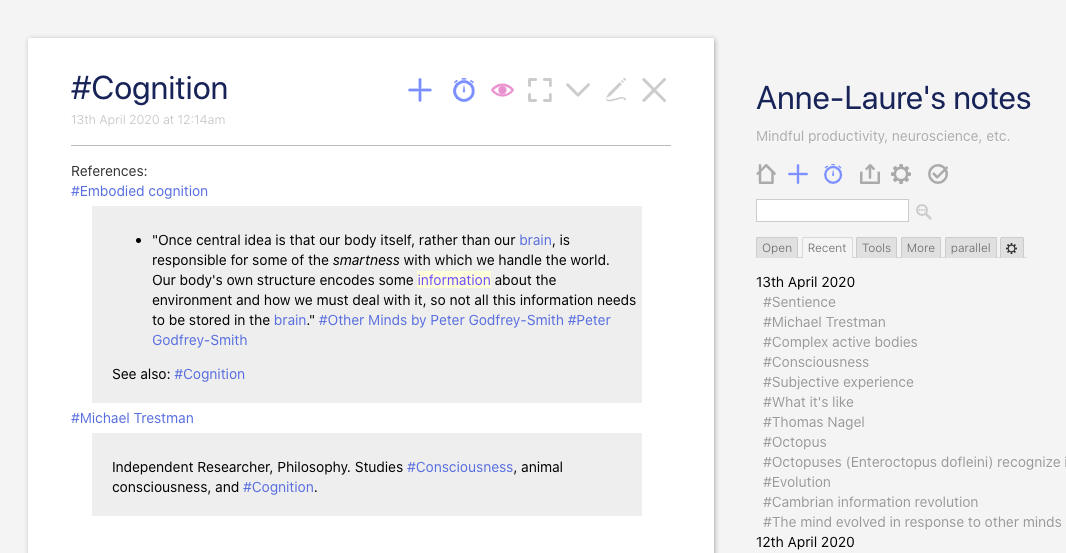 #Cognition
13th April 2020 at 12:14am
References:
#Embodied cognition
"Once central idea is that our body itself, rather than our brain, is
responsible for some of the smartness with which we handle the world.
Our body's own structure encodes some information about the
environment and how we must deal with it, so not all this information needs
to be stored in the brain." #Other Minds by Peter Godfrey-Smith #Peter
Godfrey-Smith
See also: #Cognition
#Michael Trestman
Independent Researcher, Philosophy. Studies #Consciousness, animal
consciousness, and #Cognition.
Anne-Laure's notes
Mindful productivity, neuroscience, etc.
Open Recent Tools More parallel
13th April 2020
#Sentience
#Michael Trestman
#Complex active bodies
#Consciousness
#Subjective experience
#What it's like
#Thomas Nagel
#Octopus
#Octopuses (Enteroctopus dofleini) recognize i
#Evolution
#Cambrian information revolution
#The mind evolved in response to other minds
12th April 2020